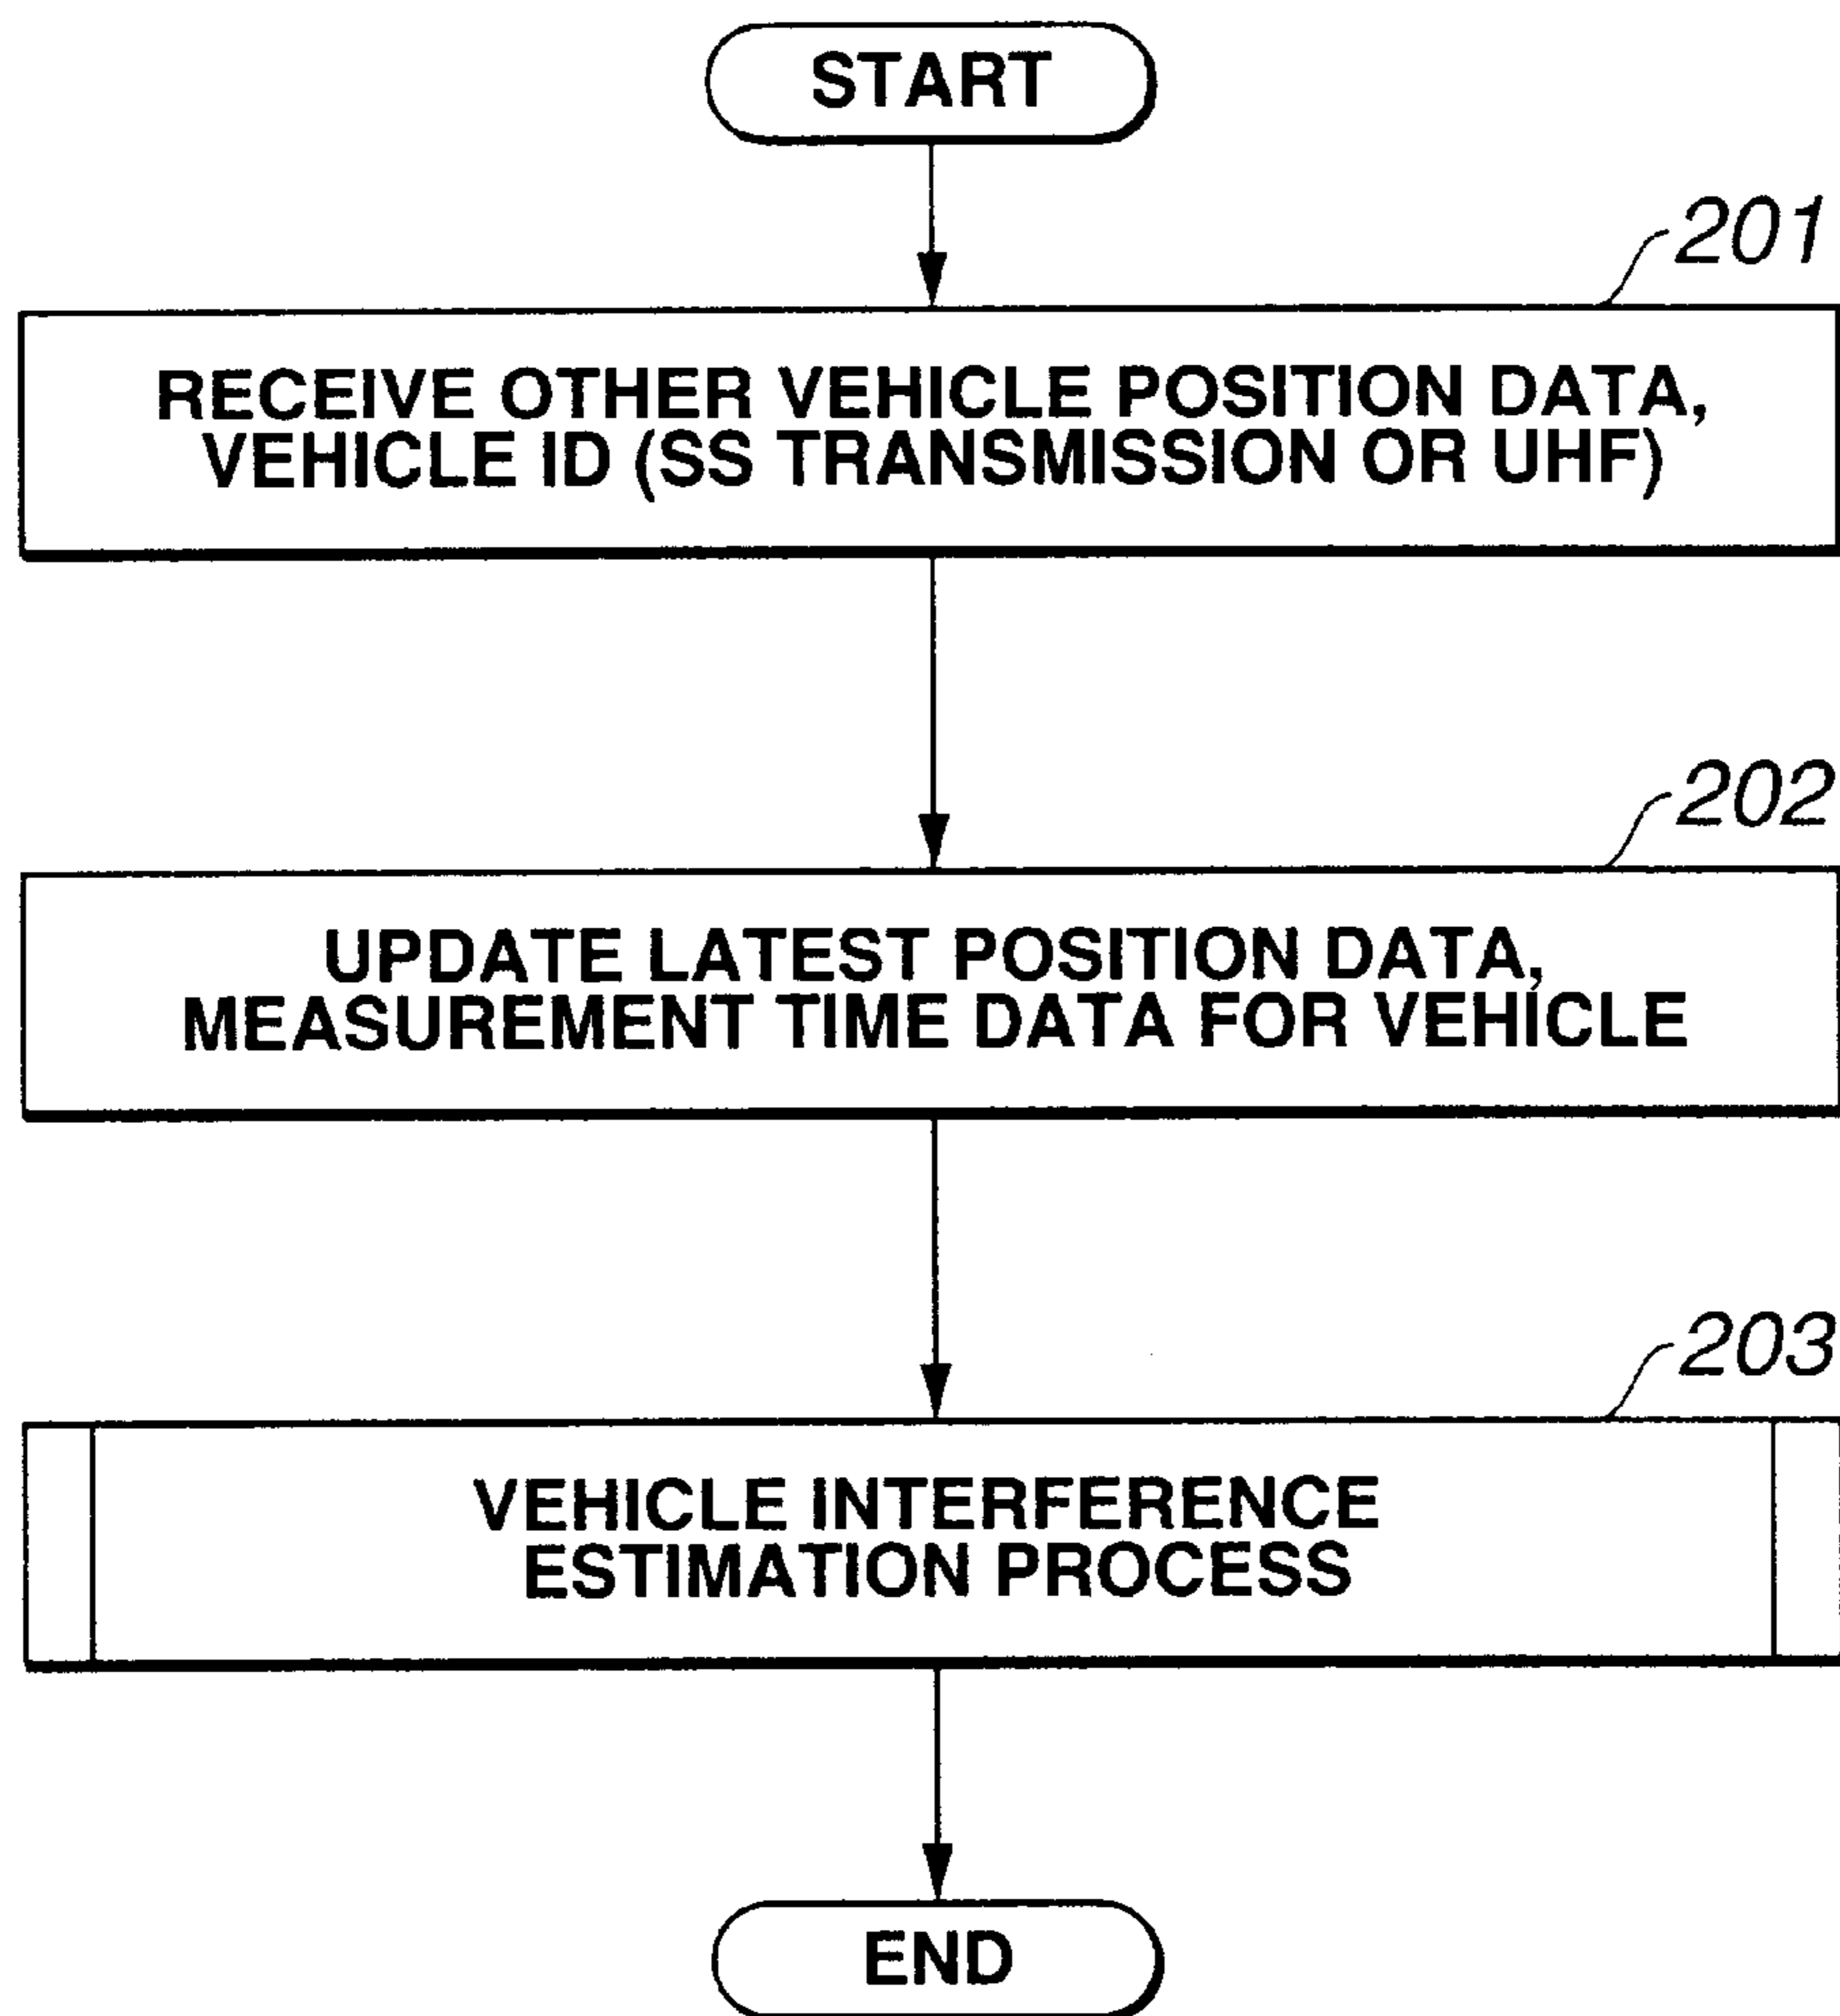 START
201
RECEIVE OTHER VEHICLE POSITION DATA,
VEHICLE ID (SS TRANSMISSION OR UHF)
202
UPDATE LATEST POSITION DATA,
MEASUREMENT TIME DATA FOR VEHICLE
203
VEHICLE INTERFERENCE
ESTIMATION PROCESS
END